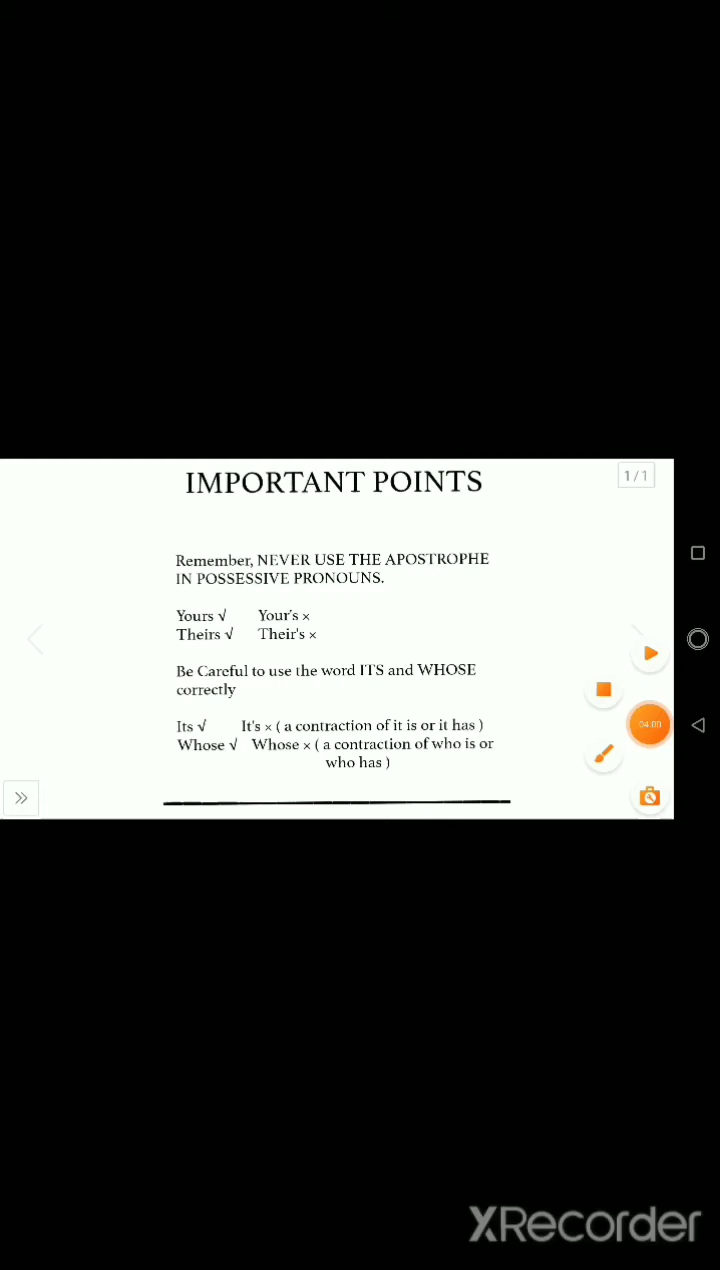 IMPORTANT POINTS
1 / 1
Remember, NEVER USE THE APOSTROPHE
IN POSSESSIVE PRONOUNS.
Yours √ Your's ×
Theirs √ Their's ×
Be Careful to use the word ITS and WHOSE
correctly
Its √ It's × ( a contraction of it is or it has )
Whose √ Whose × ( a contraction of who is or
who has )
04:00
XRecorder